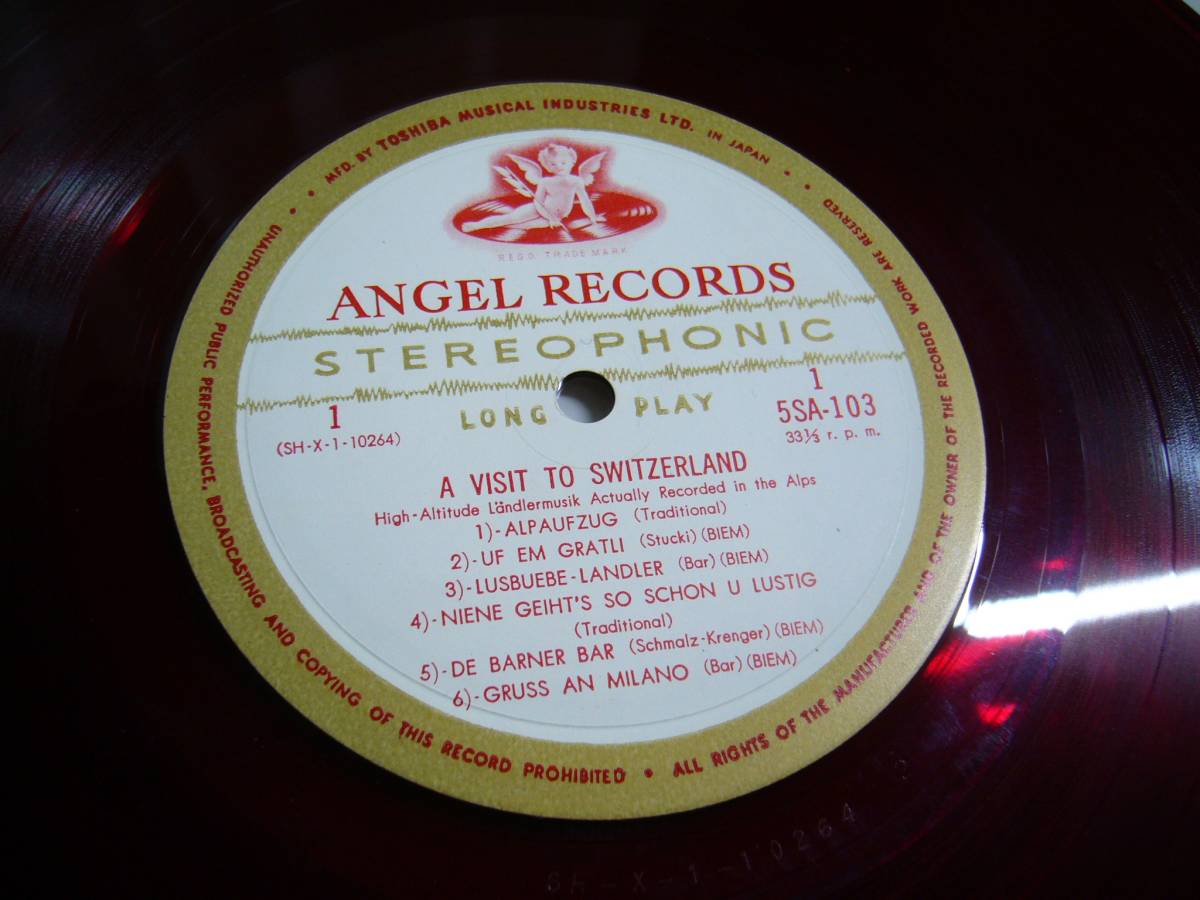 MFD. BY TOSHIBA MUSICAL INDUSTRIES LTD. IN JAPAN
REG'D. TRADE MARK
ANGEL RECORDS
STEREOPHONIC
LONG PLAY
1
(SH-X-1-10264)
1
5SA-103
33⅓ r. p. m.
A VISIT TO SWITZERLAND
High-Altitude Ländlermusik Actually Recorded in the Alps
1)-ALPAUFZUG (Traditional)
2)-UF EM GRATLI (Stucki) (BIEM)
3)-LUSBUEBE-LANDLER (Bar) (BIEM)
4)-NIENE GEIHT'S SO SCHON U LUSTIG
(Traditional)
5)-DE BARNER BAR (Schmalz-Krenger) (BIEM)
6)-GRUSS AN MILANO (Bar) (BIEM)
UNAUTHORIZED PUBLIC PERFORMANCE, BROADCASTING AND COPYING OF THIS RECORD PROHIBITED • ALL RIGHTS OF THE MANUFACTURER AND OF THE OWNER OF THE RECORDED WORK ARE RESERVED
SH-X-1-10264